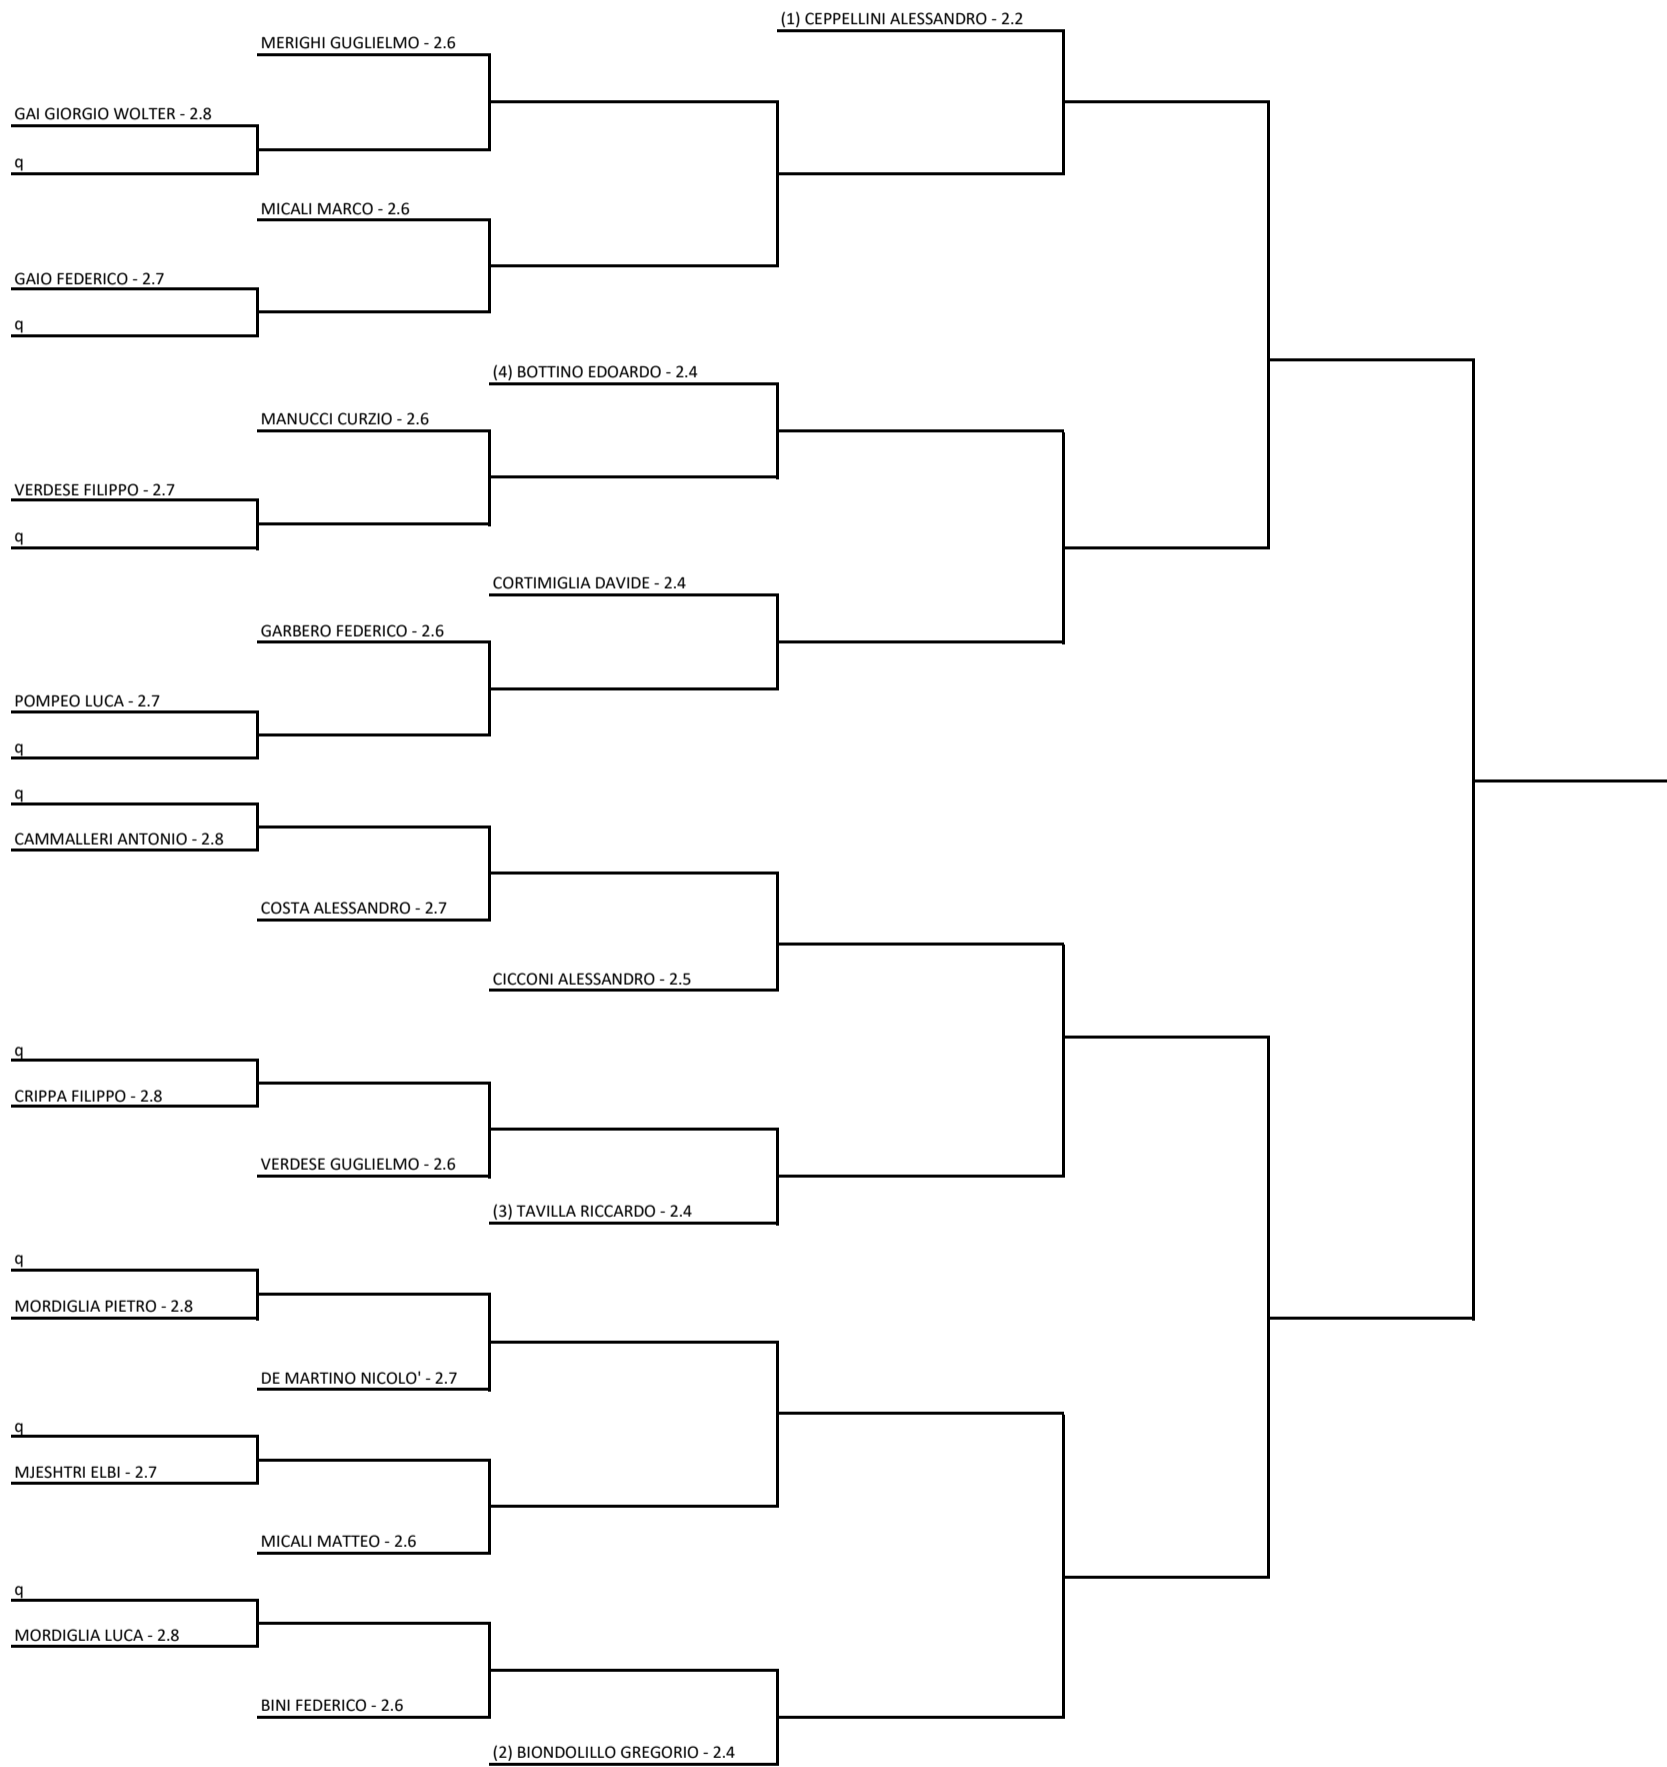 (1) CEPPELLINI ALESSANDRO - 2.2
MERIGHI GUGLIELMO - 2.6
GAI GIORGIO WOLTER - 2.8
q
MICALI MARCO - 2.6
GAIO FEDERICO - 2.7
q
(4) BOTTINO EDOARDO - 2.4
MANUCCI CURZIO - 2.6
VERDESE FILIPPO - 2.7
q
CORTIMIGLIA DAVIDE - 2.4
GARBERO FEDERICO - 2.6
POMPEO LUCA - 2.7
q
q
CAMMALLERI ANTONIO - 2.8
COSTA ALESSANDRO - 2.7
CICCONI ALESSANDRO - 2.5
q
CRIPPA FILIPPO - 2.8
VERDESE GUGLIELMO - 2.6
(3) TAVILLA RICCARDO - 2.4
q
MORDIGLIA PIETRO - 2.8
DE MARTINO NICOLO' - 2.7
q
MJESHTRI ELBI - 2.7
MICALI MATTEO - 2.6
q
MORDIGLIA LUCA - 2.8
BINI FEDERICO - 2.6
(2) BIONDOLILLO GREGORIO - 2.4